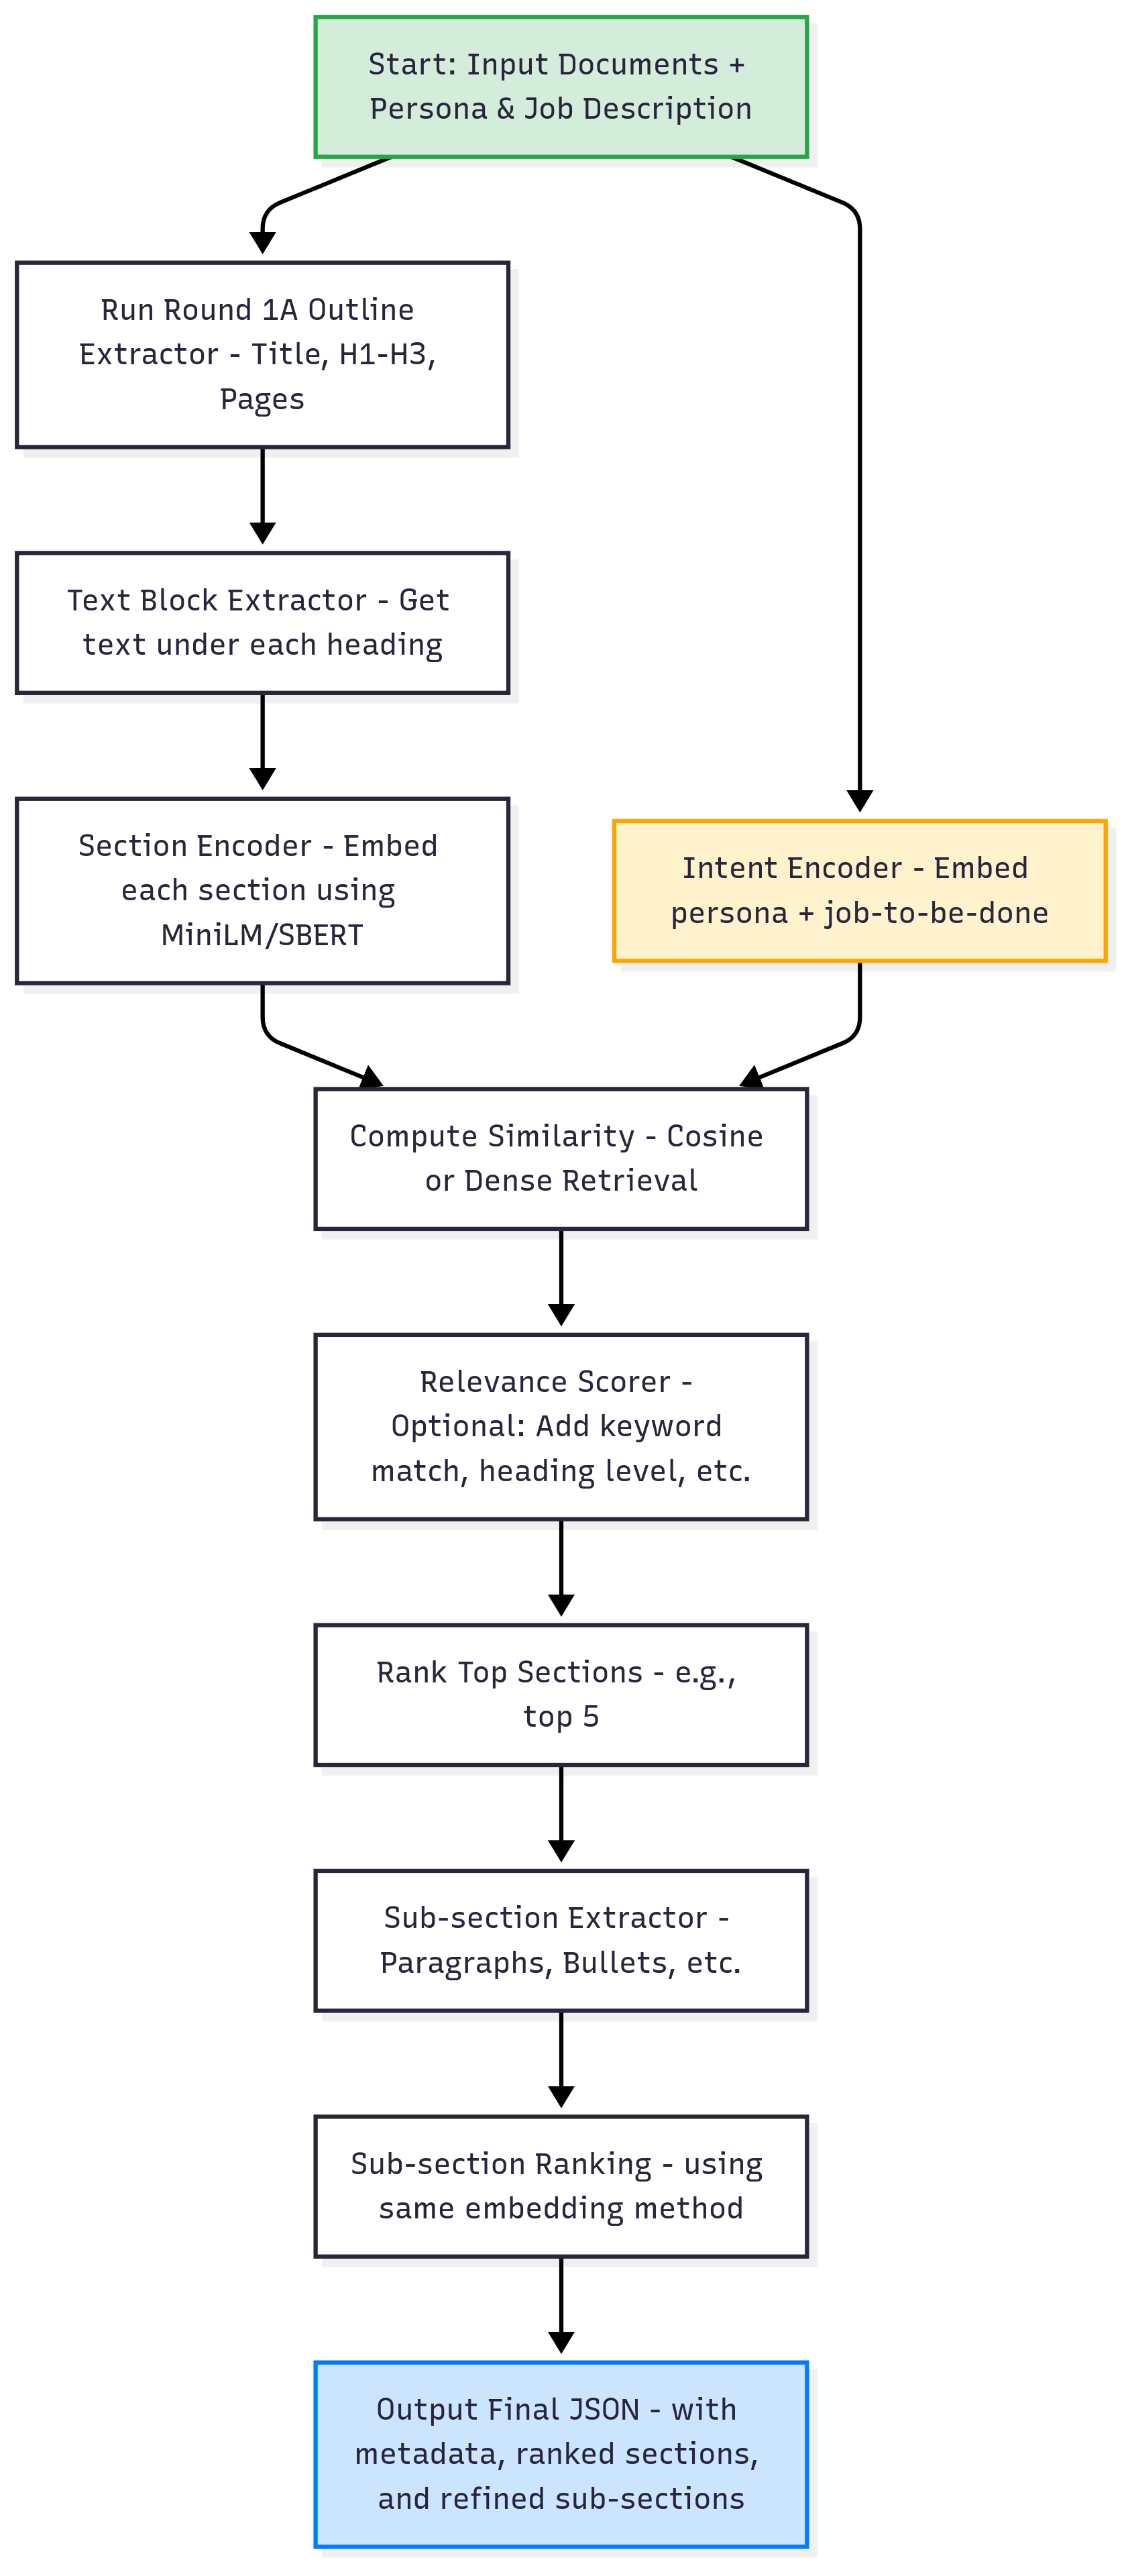 Start: Input Documents +
Persona & Job Description
Run Round 1A Outline
Extractor - Title, H1-H3,
Pages
Text Block Extractor - Get
text under each heading
Section Encoder - Embed
each section using
MiniLM/SBERT
Intent Encoder - Embed
persona + job-to-be-done
Compute Similarity - Cosine
or Dense Retrieval
Relevance Scorer -
Optional: Add keyword
match, heading level, etc.
Rank Top Sections - e.g.,
top 5
Sub-section Extractor -
Paragraphs, Bullets, etc.
Sub-section Ranking - using
same embedding method
Output Final JSON - with
metadata, ranked sections,
and refined sub-sections